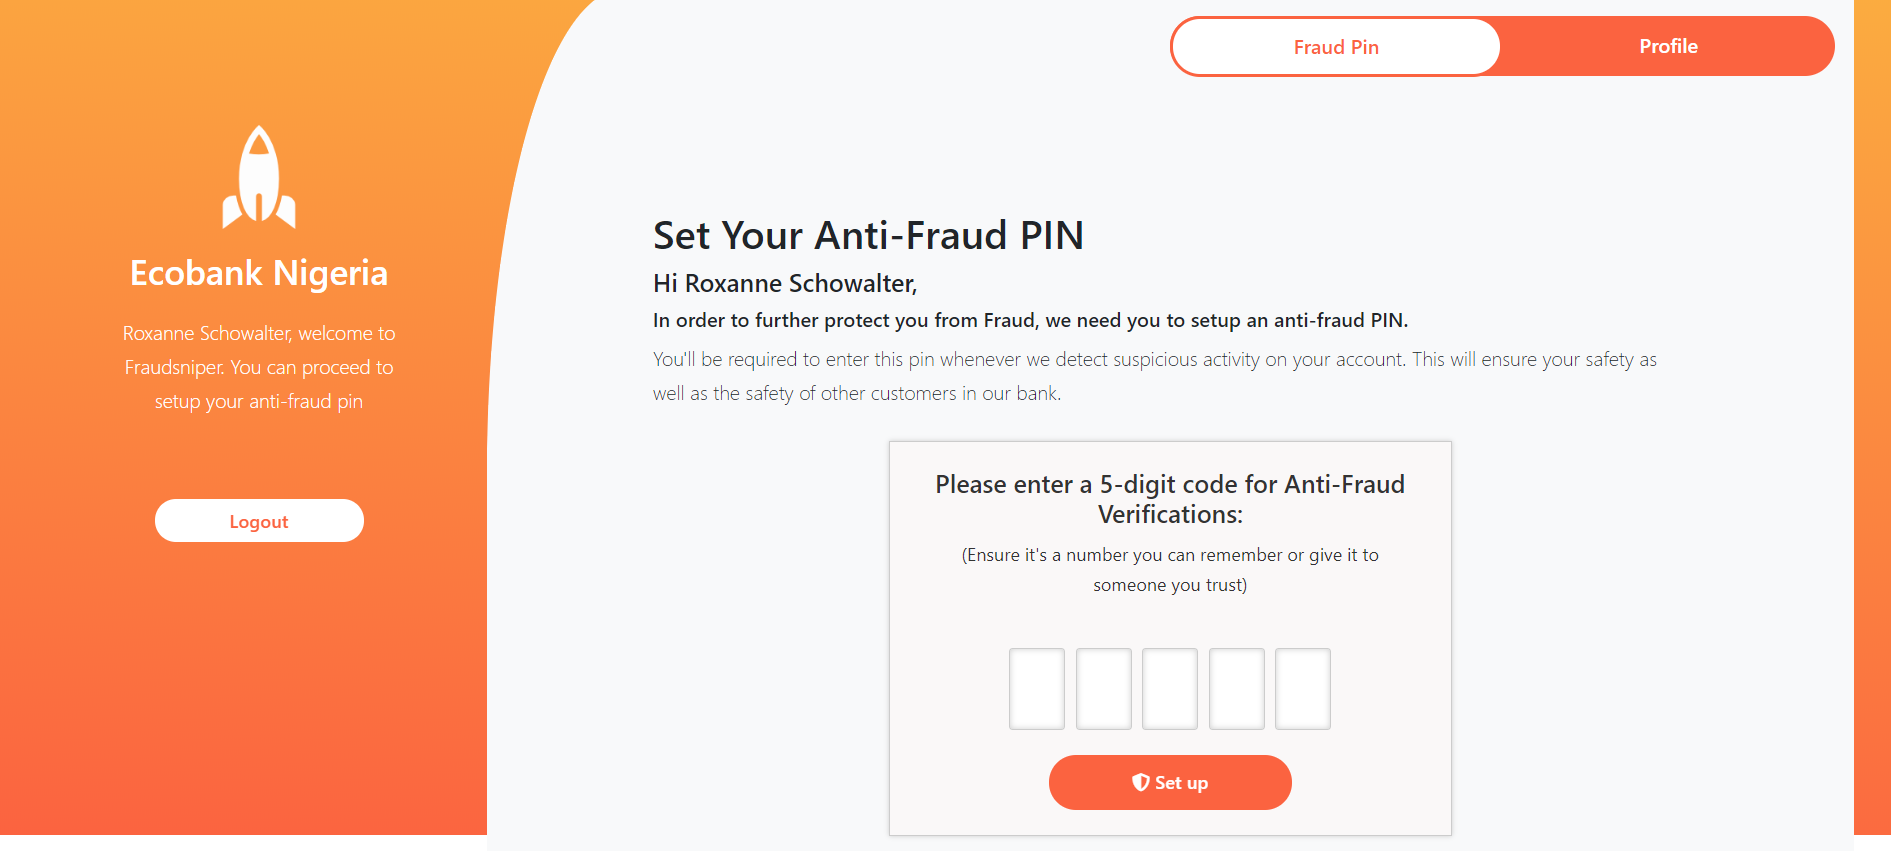 Fraud Pin
Profile
Ecobank Nigeria
Roxanne Schowalter, welcome to
Fraudsniper. You can proceed to
setup your anti-fraud pin
Logout
Set Your Anti-Fraud PIN
Hi Roxanne Schowalter,
In order to further protect you from Fraud, we need you to setup an anti-fraud PIN.
You'll be required to enter this pin whenever we detect suspicious activity on your account. This will ensure your safety as
well as the safety of other customers in our bank.
Please enter a 5-digit code for Anti-Fraud
Verifications:
(Ensure it's a number you can remember or give it to
someone you trust)
Set up